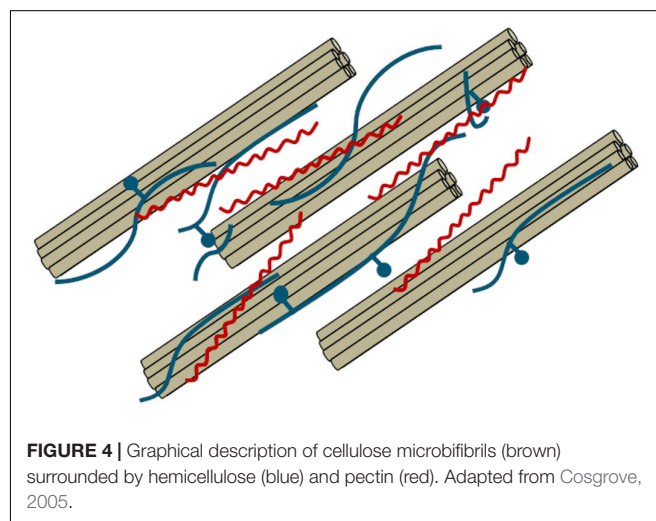 FIGURE 4 | Graphical description of cellulose microbifibrils (brown)
surrounded by hemicellulose (blue) and pectin (red). Adapted from Cosgrove,
2005.